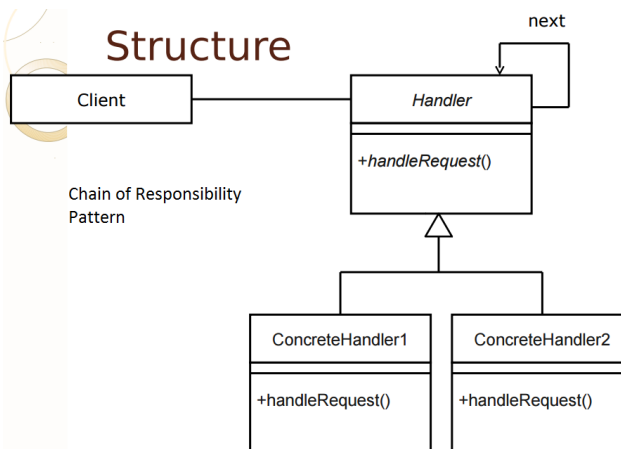 Structure
next
Client
Handler
+handleRequest()
Chain of Responsibility
Pattern
ConcreteHandler1
ConcreteHandler2
+handleRequest()
+handleRequest()